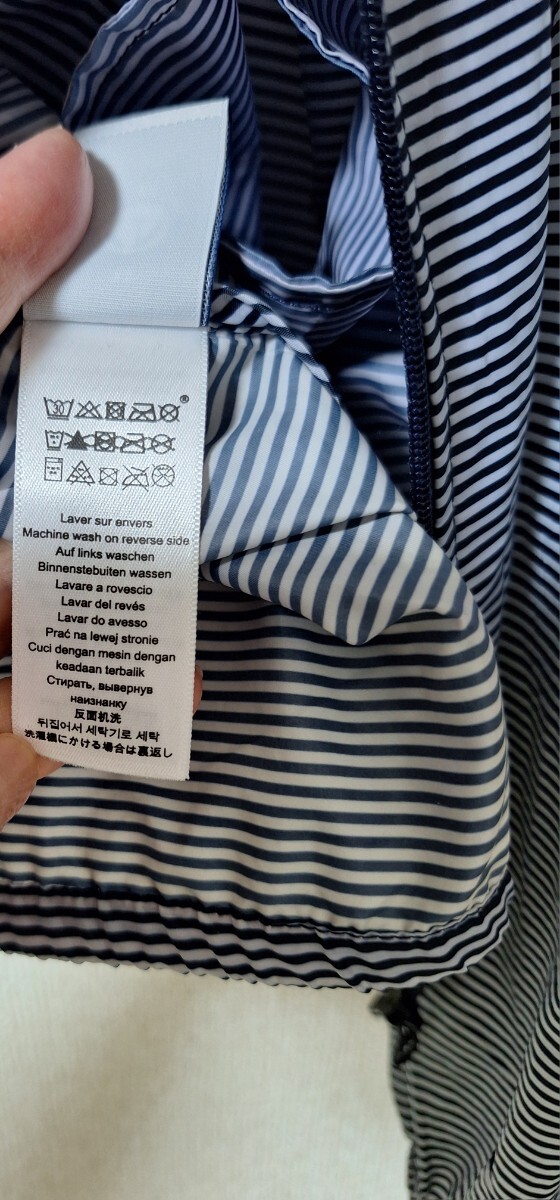 30
®
Laver sur envers
Machine wash on reverse side
Auf links waschen
Binnenstebuiten wassen
Lavare a rovescio
Lavar del revés
Lavar do avesso
Prać na lewej stronie
Cuci dengan mesin dengan
keadaan terbalik
Стирать, вывернув
наизнанку
反面机洗
뒤집어서 세탁기로 세탁
洗濯機にかける場合は裏返し